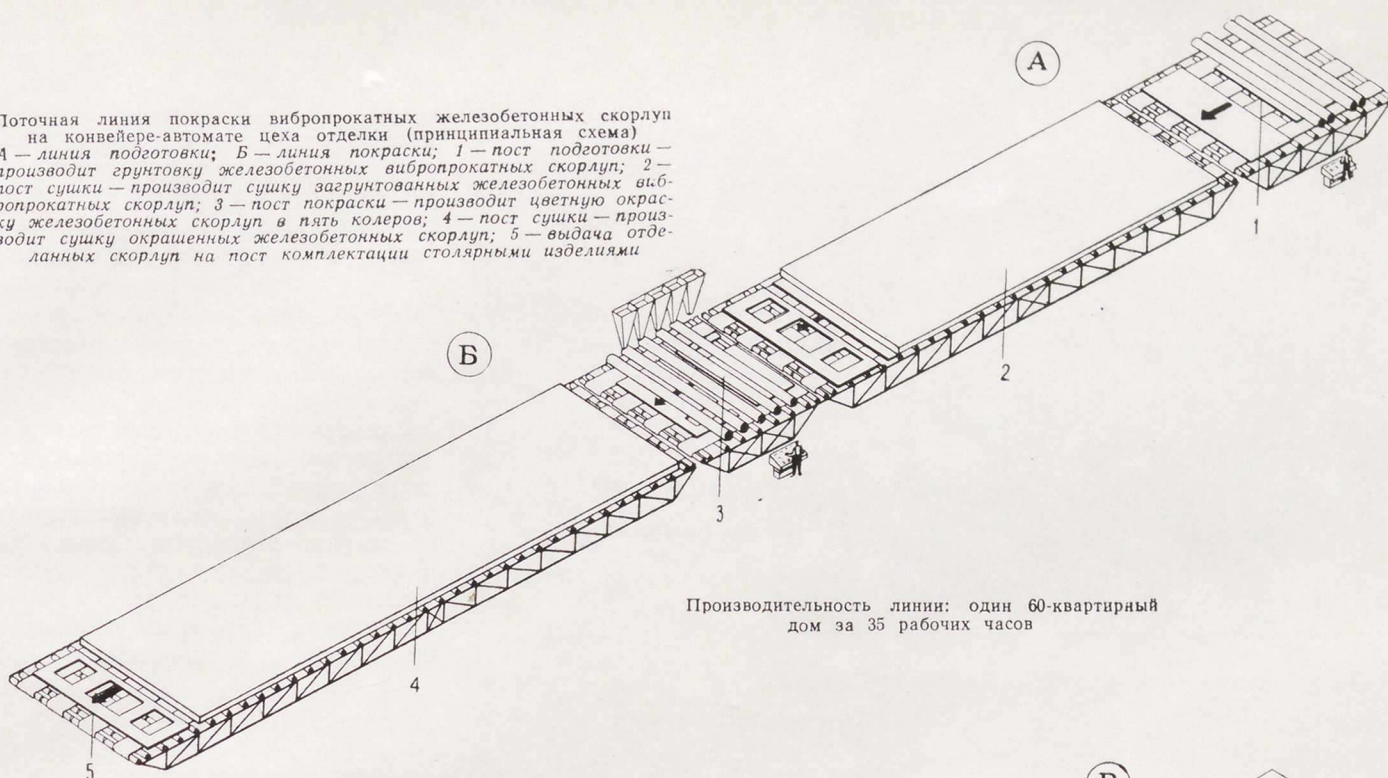 Поточная линия покраски вибропрокатных железобетонных скорлуп
на конвейере-автомате цеха отделки (принципиальная схема)
А — линия подготовки; Б — линия покраски; 1 — пост подготовки —
производит грунтовку железобетонных вибропрокатных скорлуп; 2 —
пост сушки — производит сушку загрунтованных железобетонных виб-
ропрокатных скорлуп; 3 — пост покраски — производит цветную окрас-
ку железобетонных скорлуп в пять колеров; 4 — пост сушки — произ-
водит сушку окрашенных железобетонных скорлуп; 5 — выдача отде-
ланных скорлуп на пост комплектации столярными изделиями
А
1
2
Б
3
4
5
Производительность линии: один 60-квартирный
дом за 35 рабочих часов